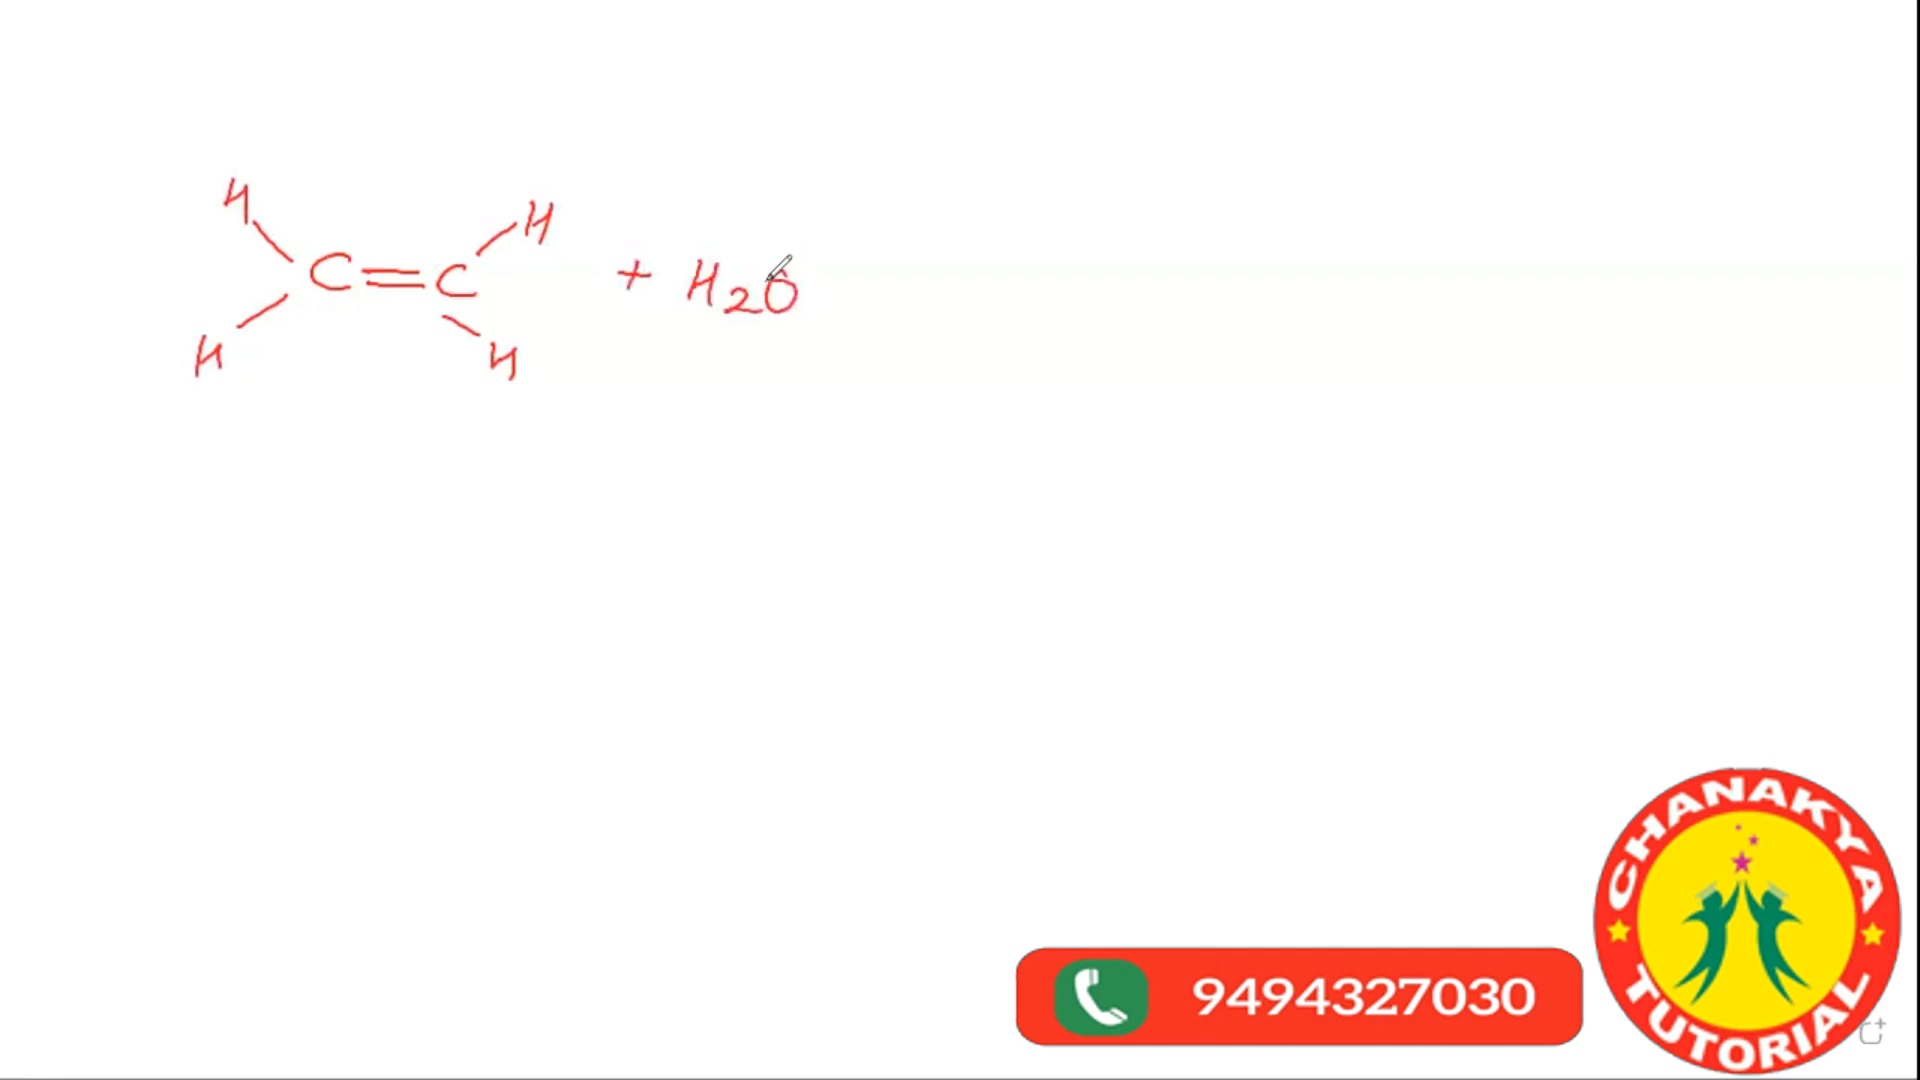 H H
C=C + H2O
H H
9494327030
CHANAKYA
TUTORIAL